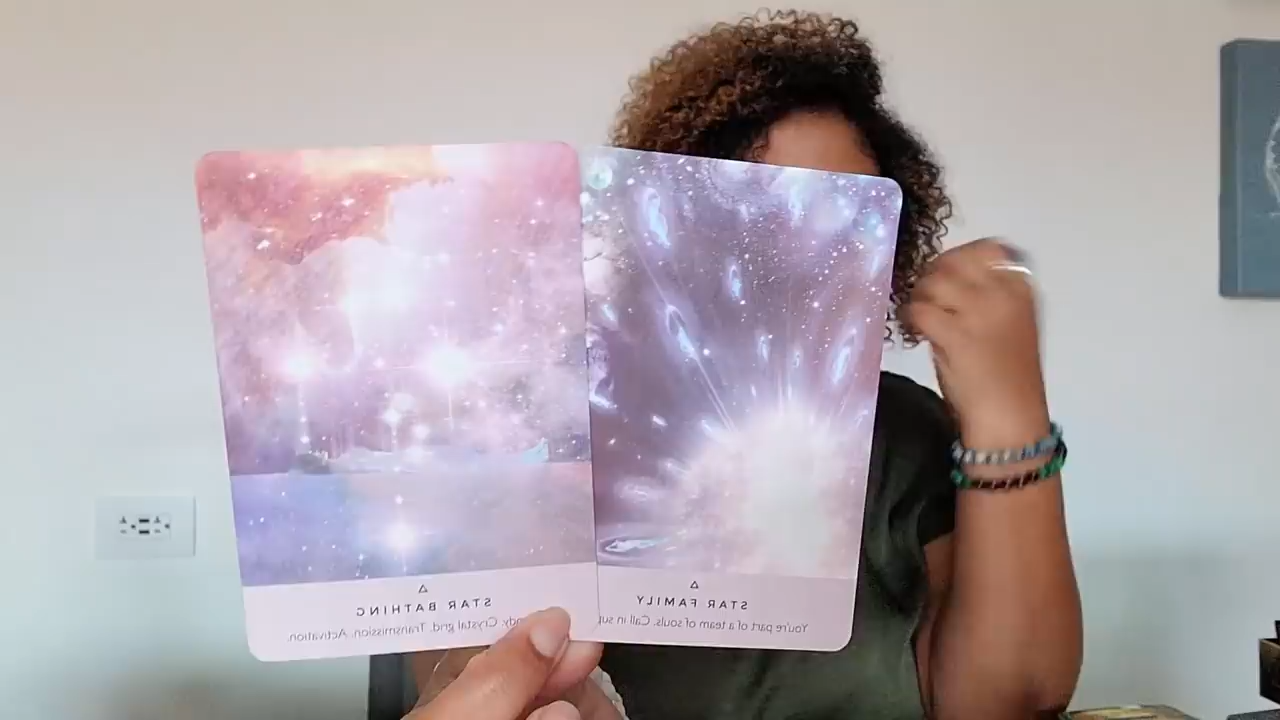 STAR BATHING
Crystal grid. Transmission. Activation.
STAR FAMILY
You're part of a team of souls. Call in